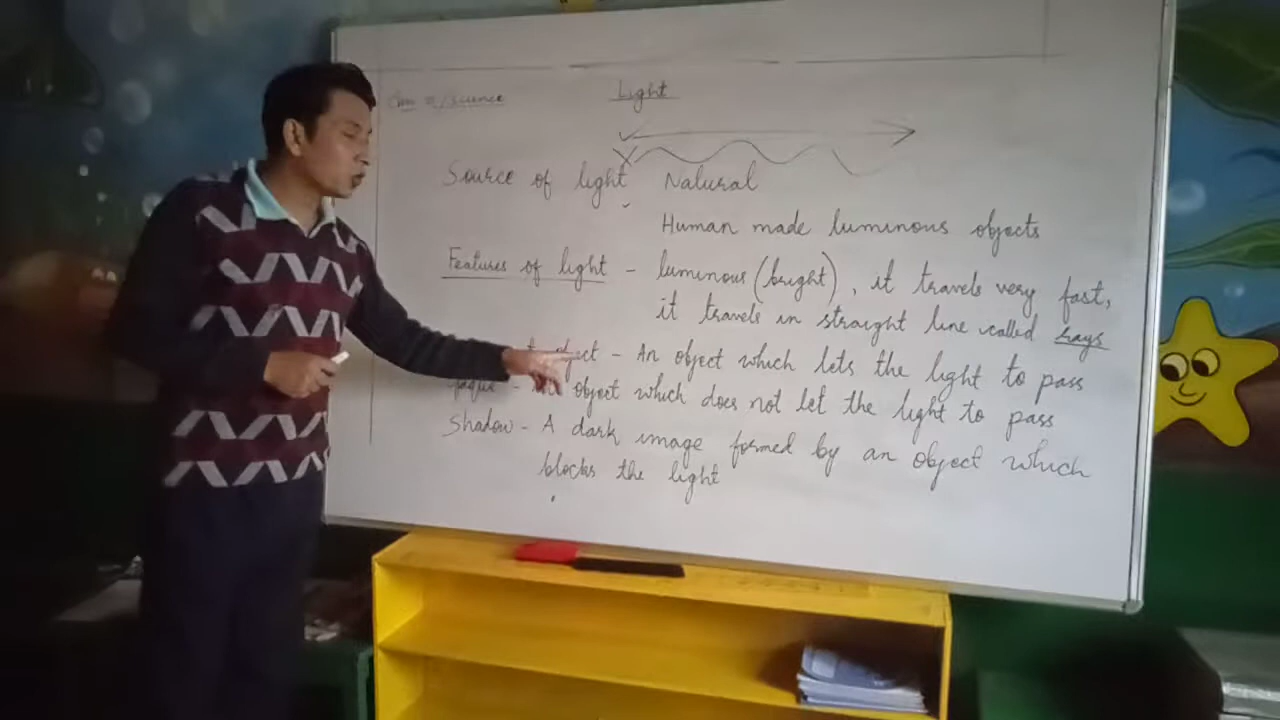 /Science
Light
Source of light Natural
Human made luminous objects
Features of light - luminous (bright), it travels very fast,
it travels in straight line called rays
object - An object which lets the light to pass
object which does not let the light to pass
Shadow - A dark image formed by an object which
blocks the light